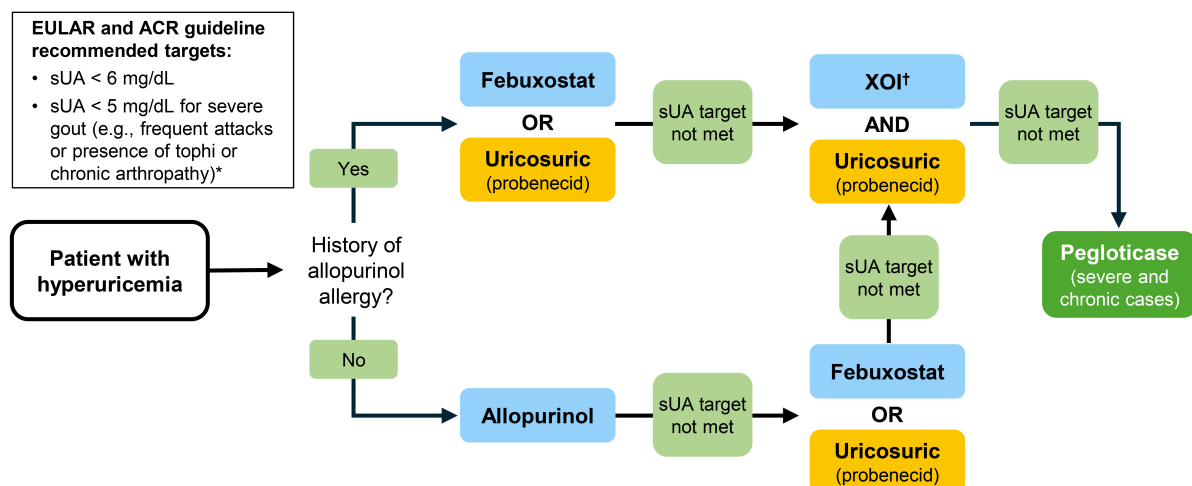 EULAR and ACR guideline
recommended targets:
• sUA < 6 mg/dL
• sUA < 5 mg/dL for severe
gout (e.g., frequent attacks
or presence of tophi or
chronic arthropathy)*
Patient with
hyperuricemia
History of
allopurinol
allergy?
Yes
Febuxostat
OR
Uricosuric
(probenecid)
sUA target
not met
XOI†
AND
Uricosuric
(probenecid)
sUA target
not met
Pegloticase
(severe and
chronic cases)
No
Allopurinol
sUA target
not met
Febuxostat
OR
Uricosuric
(probenecid)
sUA target
not met